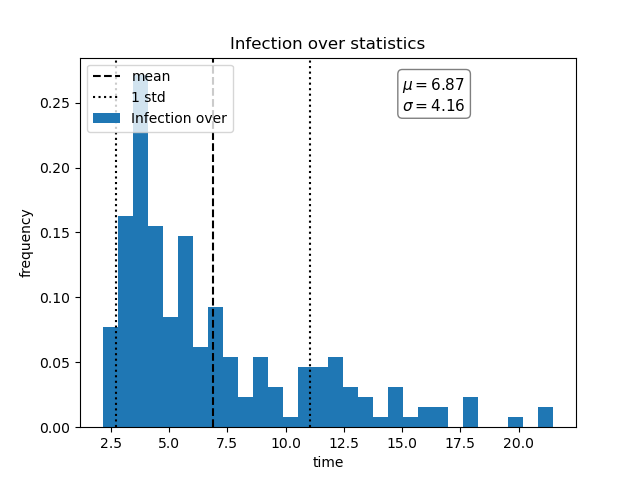 Infection over statistics
mean
1 std
Infection over
μ = 6.87
σ = 4.16
0.25
0.20
0.15
0.10
0.05
0.00
frequency
2.5 5.0 7.5 10.0 12.5 15.0 17.5 20.0
time